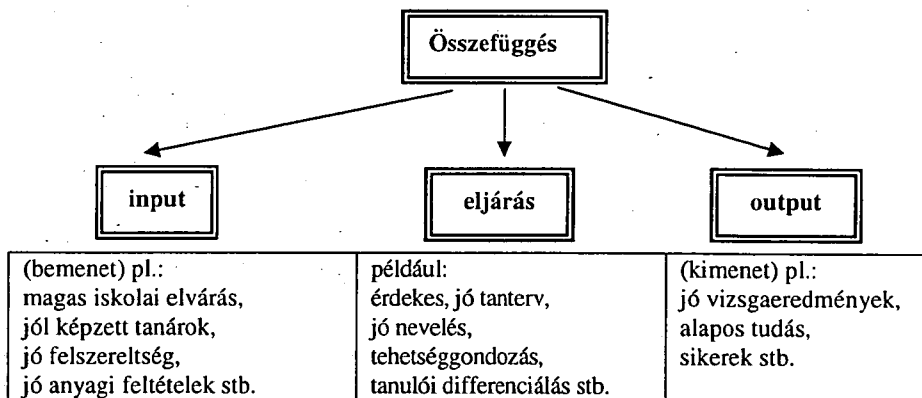 Összefüggés
input
eljárás
output
(bemenet) pl.:
magas iskolai elvárás,
jól képzett tanárok,
jó felszereltség,
jó anyagi feltételek stb.
például:
érdekes, jó tanterv,
jó nevelés,
tehetséggondozás,
tanulói differenciálás stb.
(kimenet) pl.:
jó vizsgaeredmények,
alapos tudás,
sikerek stb.